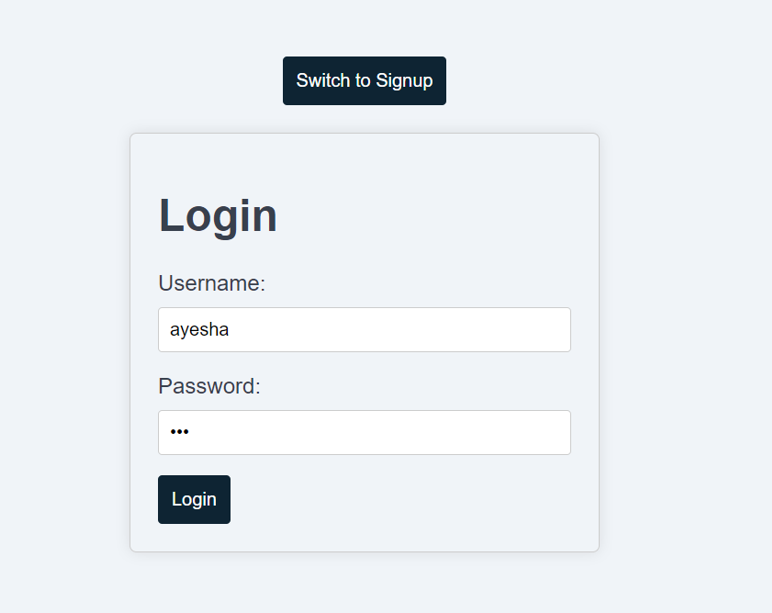 Switch to Signup
Login
Username:
ayesha
Password:
•••
Login